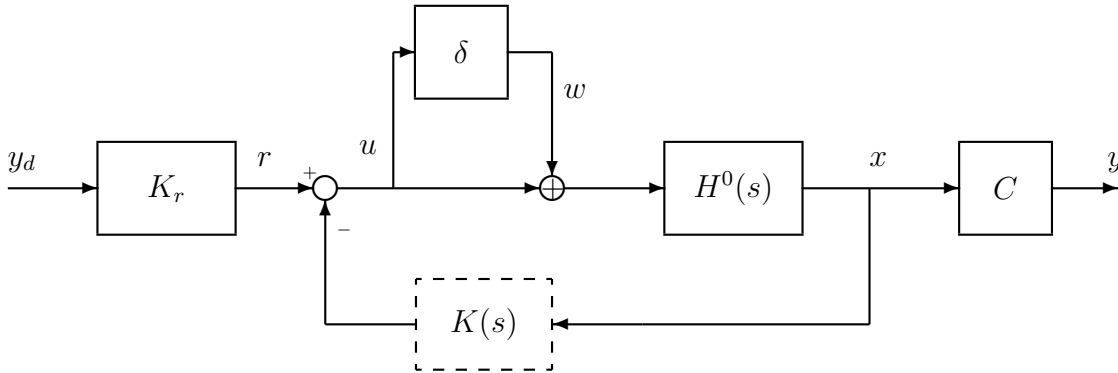 δ
w
y_d
K_r
r
+
u
+
H^0(s)
x
C
y
−
K(s)